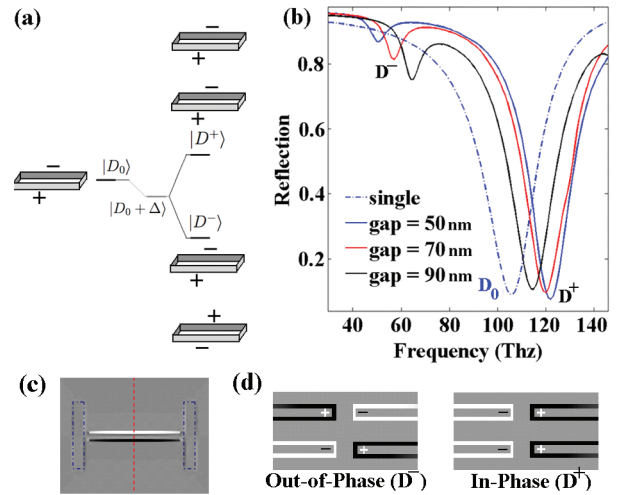 (a)
−
+
−
+
|D⁺⟩
−
|D₀⟩
+
|D₀ + Δ⟩
|D⁻⟩
−
+
+
−
(b)
Reflection
0.8
0.6
0.4
0.2
D⁻
single
gap = 50 nm
gap = 70 nm
gap = 90 nm
D₀
D⁺
40 60 80 100 120 140
Frequency (Thz)
(c)
(d)
+ −
− +
Out-of-Phase (D⁻)
− +
− +
In-Phase (D⁺)